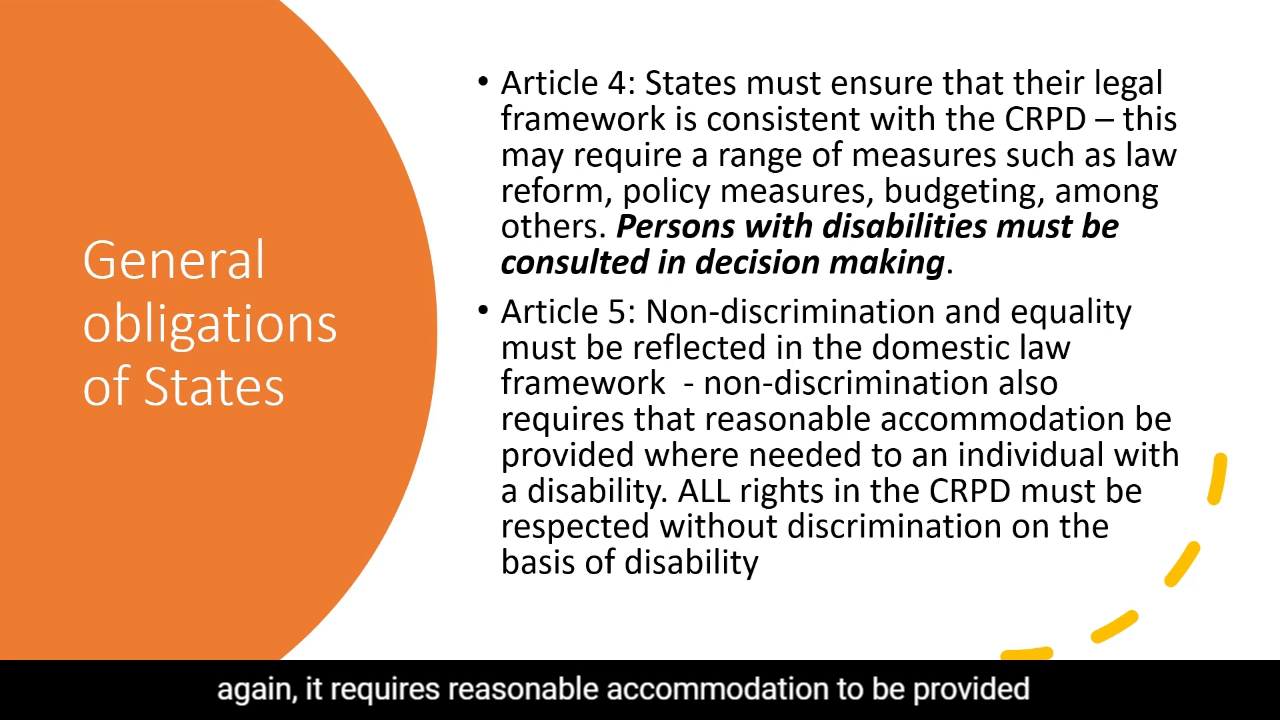 General
obligations
of States
• Article 4: States must ensure that their legal
framework is consistent with the CRPD – this
may require a range of measures such as law
reform, policy measures, budgeting, among
others. Persons with disabilities must be
consulted in decision making.
• Article 5: Non-discrimination and equality
must be reflected in the domestic law
framework  - non-discrimination also
requires that reasonable accommodation be
provided where needed to an individual with
a disability. ALL rights in the CRPD must be
respected without discrimination on the
basis of disability
again, it requires reasonable accommodation to be provided